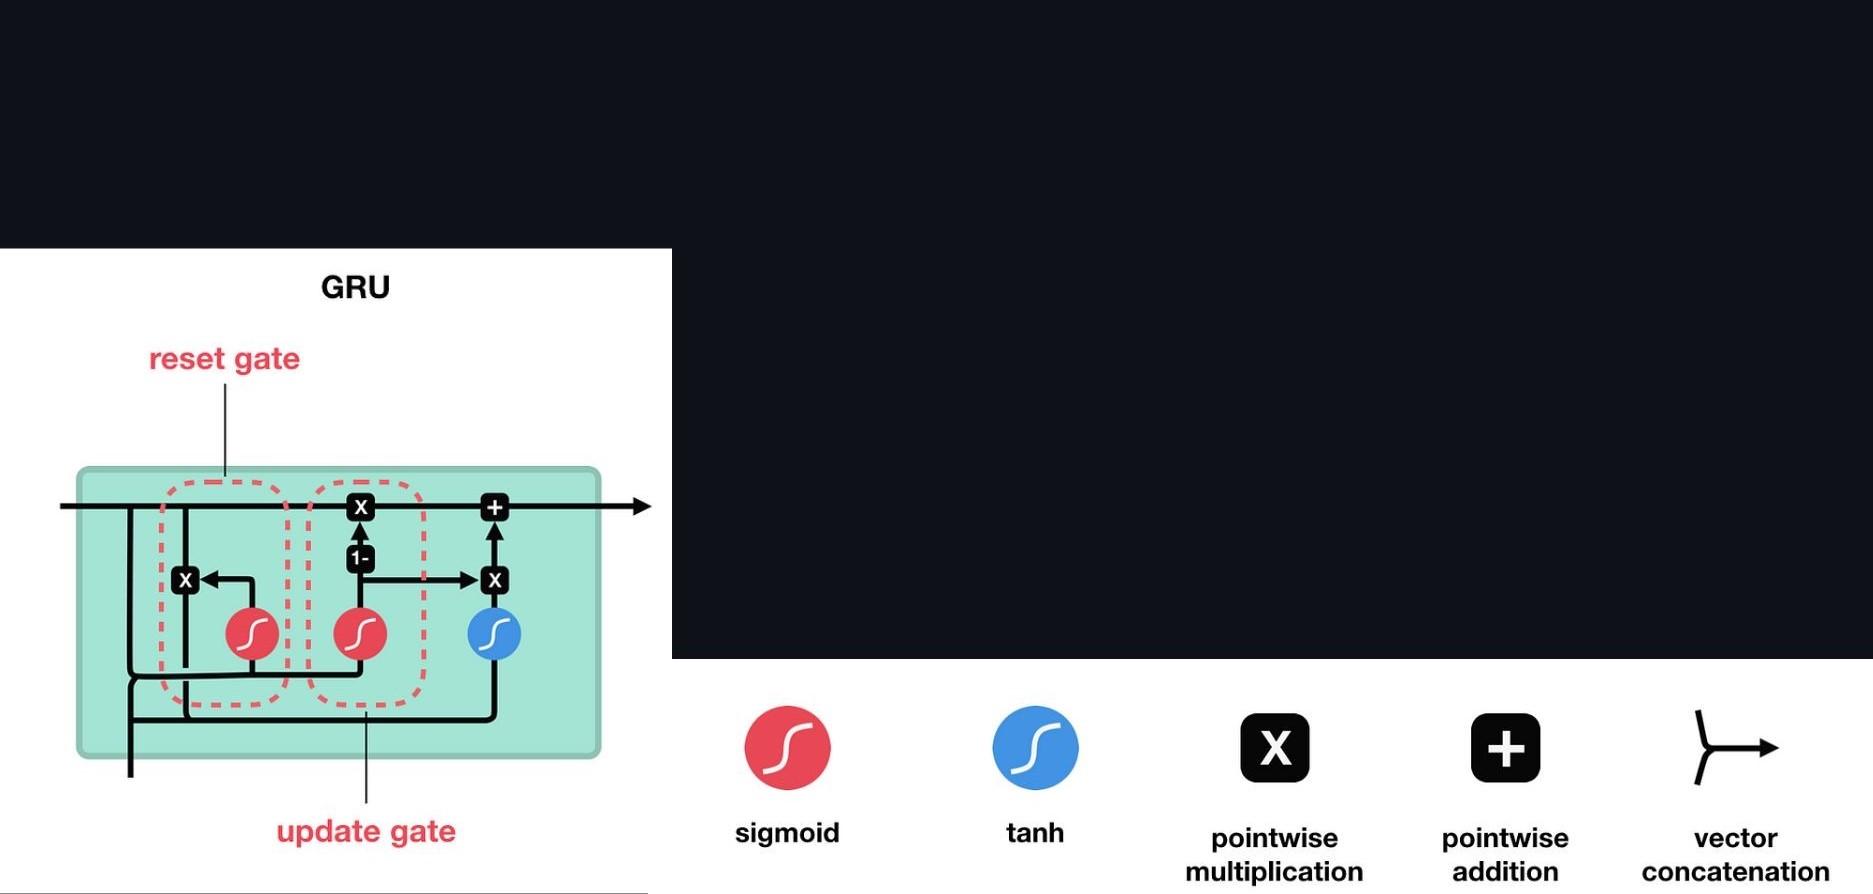 GRU
reset gate
X
+
1-
X
X
update gate
X
+
sigmoid
tanh
pointwise
multiplication
pointwise
addition
vector
concatenation